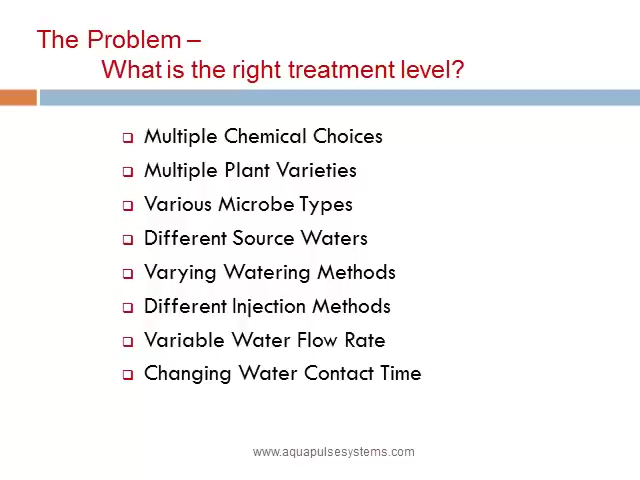 The Problem –
What is the right treatment level?
Multiple Chemical Choices
Multiple Plant Varieties
Various Microbe Types
Different Source Waters
Varying Watering Methods
Different Injection Methods
Variable Water Flow Rate
Changing Water Contact Time
www.aquapulsesystems.com